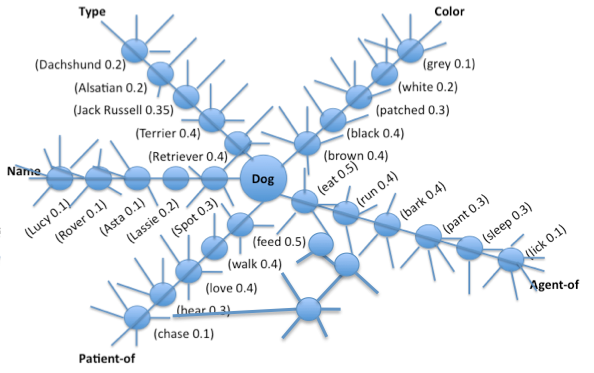 Type
Color
(Dachshund 0.2)
(grey 0.1)
(Alsatian 0.2)
(white 0.2)
(Jack Russell 0.35)
(patched 0.3)
(Terrier 0.4)
(black 0.4)
(Retriever 0.4)
(brown 0.4)
Name
Dog
(eat 0.5)
(run 0.4)
(bark 0.4)
(pant 0.3)
(sleep 0.3)
(lick 0.1)
(Lucy 0.1)
(Rover 0.1)
(Asta 0.1)
(Lassie 0.2)
(Spot 0.3)
(feed 0.5)
(walk 0.4)
(love 0.4)
Agent-of
(hear 0.3)
(chase 0.1)
Patient-of